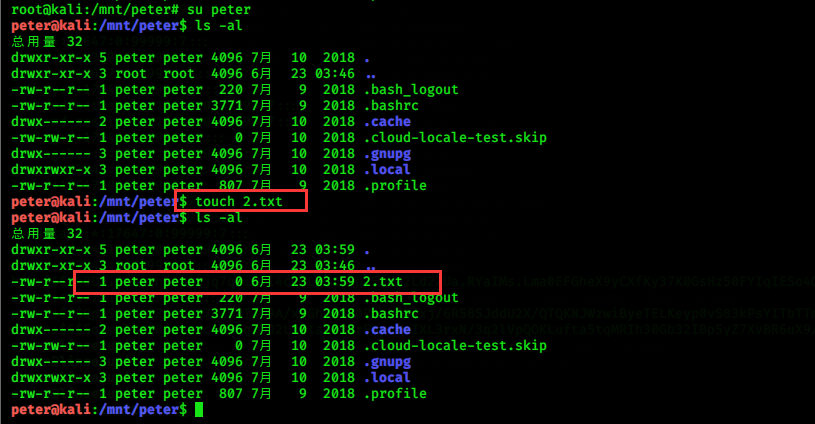 root@kali:/mnt/peter# su peter
peter@kali:/mnt/peter$ ls -al
总用量 32
drwxr-xr-x 5 peter peter 4096 7月   10  2018 .
drwxr-xr-x 3 root  root  4096 6月   23 03:46 ..
-rw-r--r-- 1 peter peter  220 7月    9  2018 .bash_logout
-rw-r--r-- 1 peter peter 3771 7月    9  2018 .bashrc
drwx------ 2 peter peter 4096 7月   10  2018 .cache
-rw-rw-r-- 1 peter peter    0 7月   10  2018 .cloud-locale-test.skip
drwx------ 3 peter peter 4096 7月   10  2018 .gnupg
drwxrwxr-x 3 peter peter 4096 7月   10  2018 .local
-rw-r--r-- 1 peter peter  807 7月    9  2018 .profile
peter@kali:/mnt/peter$ touch 2.txt
peter@kali:/mnt/peter$ ls -al
总用量 32
drwxr-xr-x 5 peter peter 4096 6月   23 03:59 .
drwxr-xr-x 3 root  root  4096 6月   23 03:46 ..
-rw-r--r-- 1 peter peter    0 6月   23 03:59 2.txt
-rw-r--r-- 1 peter peter  220 7月    9  2018 .bash_logout
-rw-r--r-- 1 peter peter 3771 7月    9  2018 .bashrc
drwx------ 2 peter peter 4096 7月   10  2018 .cache
-rw-rw-r-- 1 peter peter    0 7月   10  2018 .cloud-locale-test.skip
drwx------ 3 peter peter 4096 7月   10  2018 .gnupg
drwxrwxr-x 3 peter peter 4096 7月   10  2018 .local
-rw-r--r-- 1 peter peter  807 7月    9  2018 .profile
peter@kali:/mnt/peter$